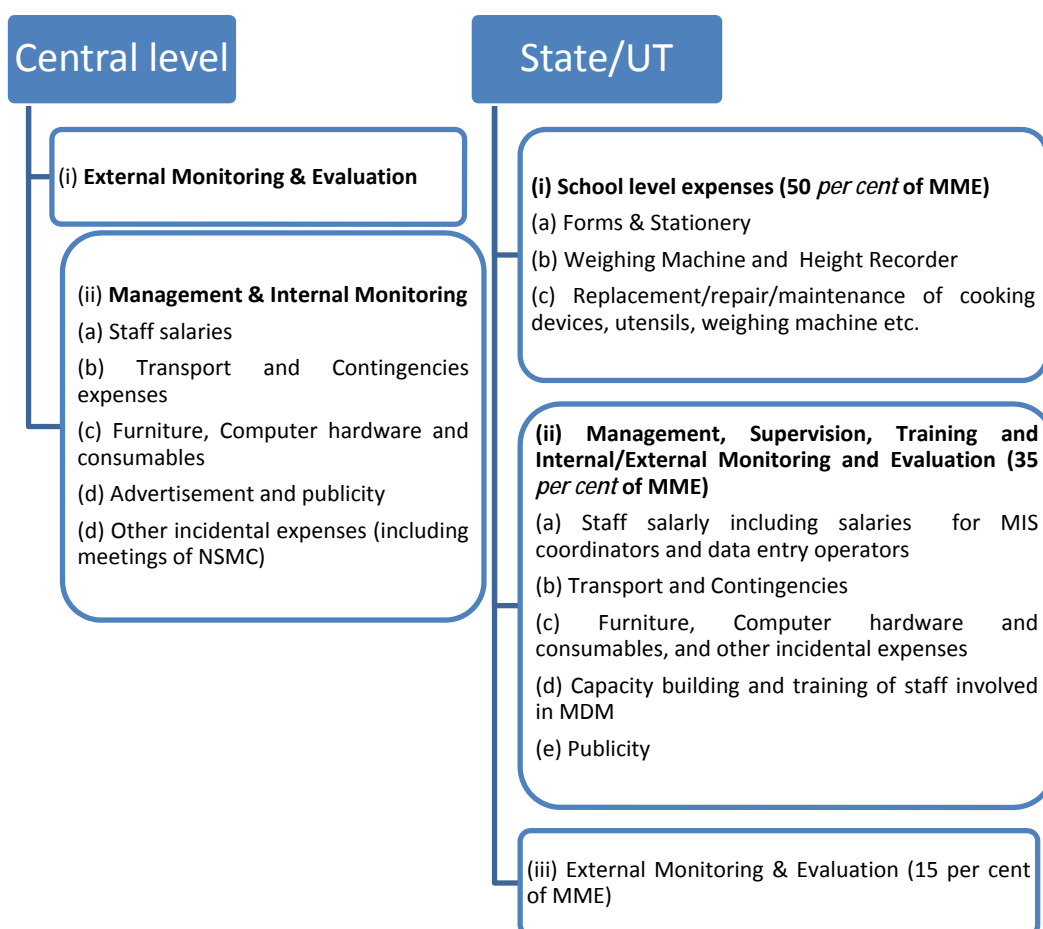 Central level
(i) External Monitoring & Evaluation
(ii) Management & Internal Monitoring
(a) Staff salaries
(b) Transport and Contingencies
expenses
(c) Furniture, Computer hardware and
consumables
(d) Advertisement and publicity
(d) Other incidental expenses (including
meetings of NSMC)
State/UT
(i) School level expenses (50 per cent of MME)
(a) Forms & Stationery
(b) Weighing Machine and Height Recorder
(c) Replacement/repair/maintenance of cooking
devices, utensils, weighing machine etc.
(ii) Management, Supervision, Training and
Internal/External Monitoring and Evaluation (35
per cent of MME)
(a) Staff salarly including salaries for MIS
coordinators and data entry operators
(b) Transport and Contingencies
(c) Furniture, Computer hardware and
consumables, and other incidental expenses
(d) Capacity building and training of staff involved
in MDM
(e) Publicity
(iii) External Monitoring & Evaluation (15 per cent
of MME)